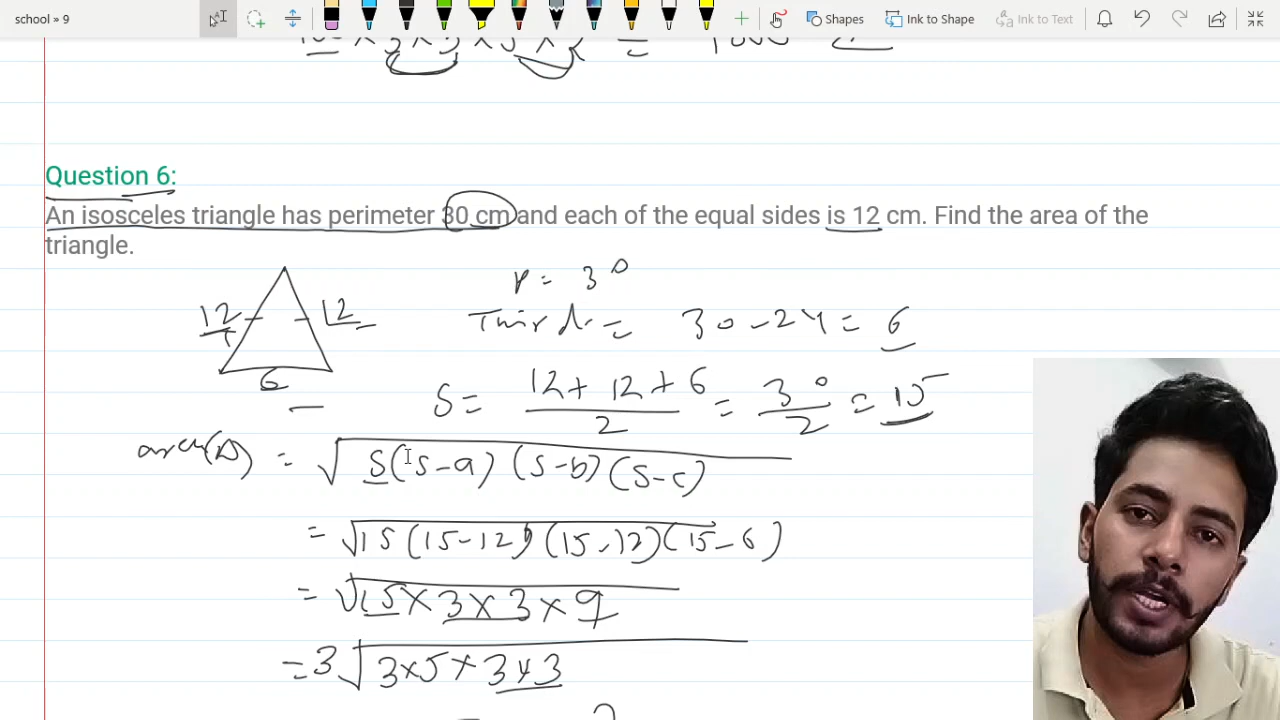 school » 9
Shapes
Ink to Shape
Ink to Text
Question 6:
An isosceles triangle has perimeter 30 cm and each of the equal sides is 12 cm. Find the area of the
triangle.
P = 30
12 12
6
Third = 30 - 24 = 6
S = 12 + 12 + 6 / 2 = 30 / 2 = 15
area(Δ) = √S(S-a)(S-b)(S-c)
= √15(15-12)(15-12)(15-6)
= √15 × 3 × 3 × 9
= 3√3×5×3×3